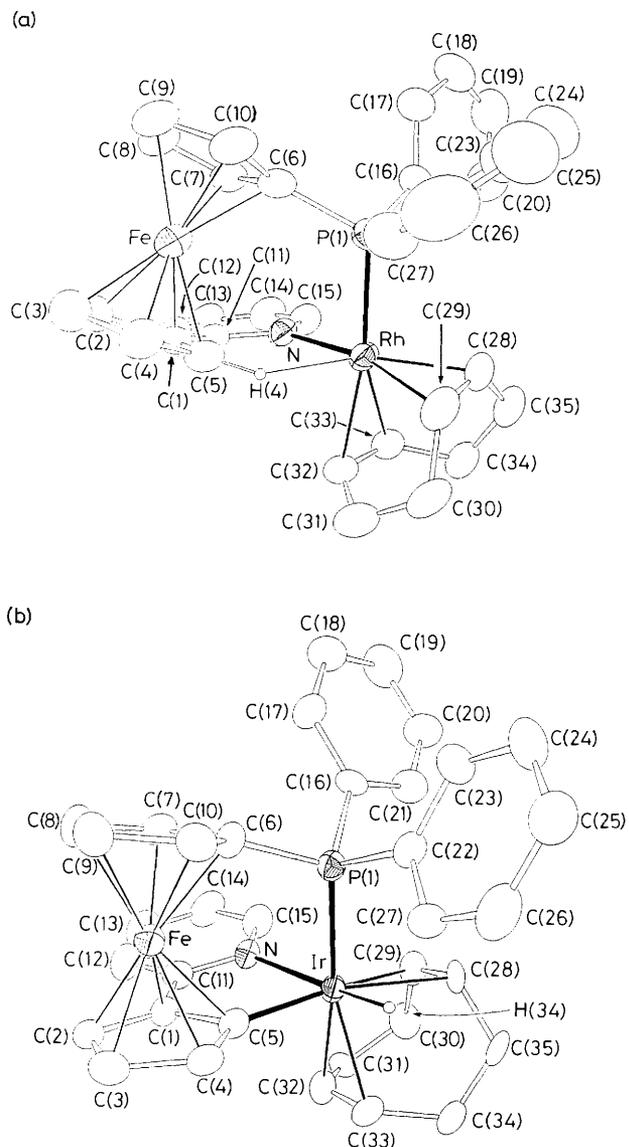 (a)
C(18)
C(9)
C(19)
C(24)
C(10)
C(17)
C(8)
C(6)
C(23)
C(7)
C(16)
C(25)
C(20)
P(1)
C(26)
Fe
C(12)
C(11)
C(27)
C(14)
C(29)
C(3)
C(13)
C(15)
C(28)
Rh
C(2)
N
C(4)
C(5)
H(4)
C(35)
C(1)
C(33)
C(34)
C(32)
C(30)
C(31)
(b)
C(18)
C(19)
C(17)
C(20)
C(24)
C(16)
C(7)
C(10)
C(21)
C(23)
C(8)
C(6)
C(25)
C(9)
P(1)
C(22)
C(14)
C(13)
C(15)
C(27)
C(26)
Fe
N
C(29)
C(12)
Ir
C(28)
C(11)
H(34)
C(2)
C(1)
C(5)
C(30)
C(4)
C(31)
C(35)
C(3)
C(32)
C(34)
C(33)